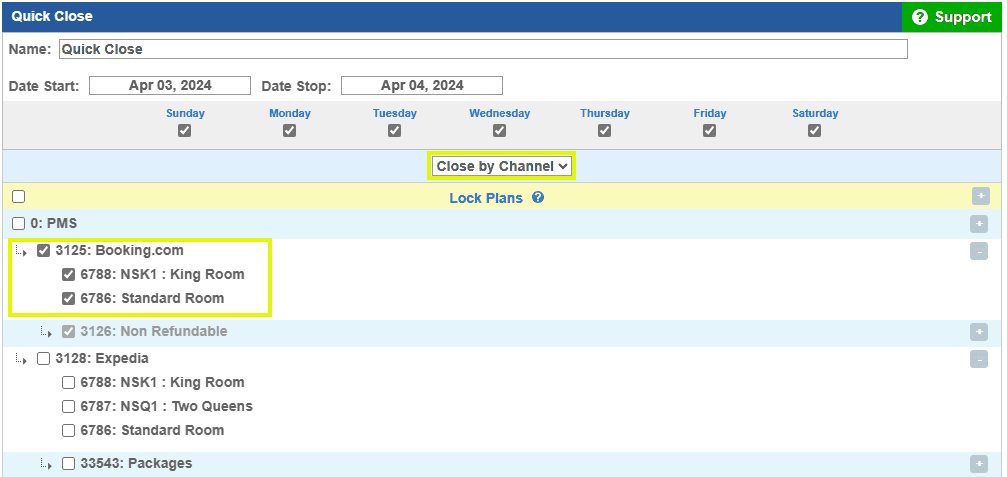 Quick Close
Support
Name: Quick Close
Date Start: Apr 03, 2024 Date Stop: Apr 04, 2024
Sunday Monday Tuesday Wednesday Thursday Friday Saturday
Close by Channel
Lock Plans ?
0: PMS
3125: Booking.com
6788: NSK1 : King Room
6786: Standard Room
3126: Non Refundable
3128: Expedia
6788: NSK1 : King Room
6787: NSQ1 : Two Queens
6786: Standard Room
33543: Packages